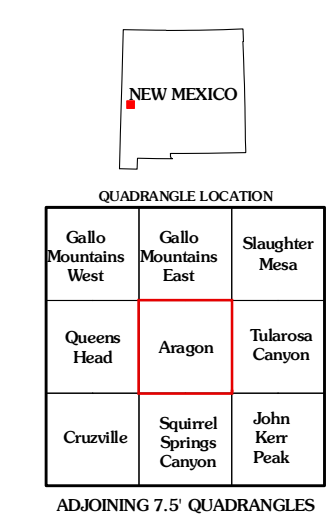 NEW MEXICO
QUADRANGLE LOCATION
Gallo
Mountains
West
Gallo
Mountains
East
Slaughter
Mesa
Queens
Head
Aragon
Tularosa
Canyon
Cruzville
Squirrel
Springs
Canyon
John
Kerr
Peak
ADJOINING 7.5' QUADRANGLES